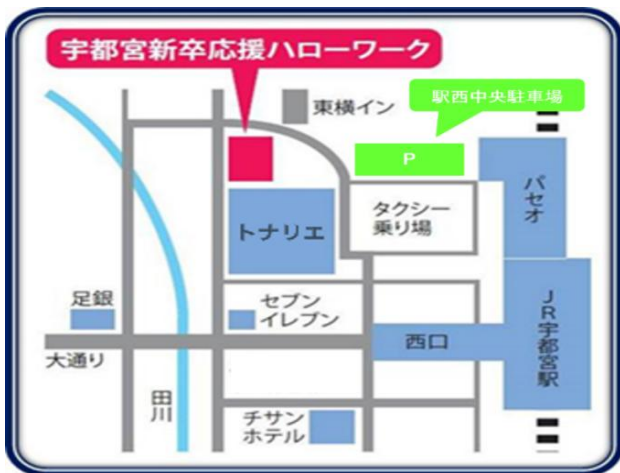 宇都宮新卒応援ハローワーク
東横イン
駅西中央駐車場
P
パセオ
タクシー
乗り場
トナリエ
足銀
セブン
イレブン
JR宇都宮駅
西口
大通り
田川
チサン
ホテル